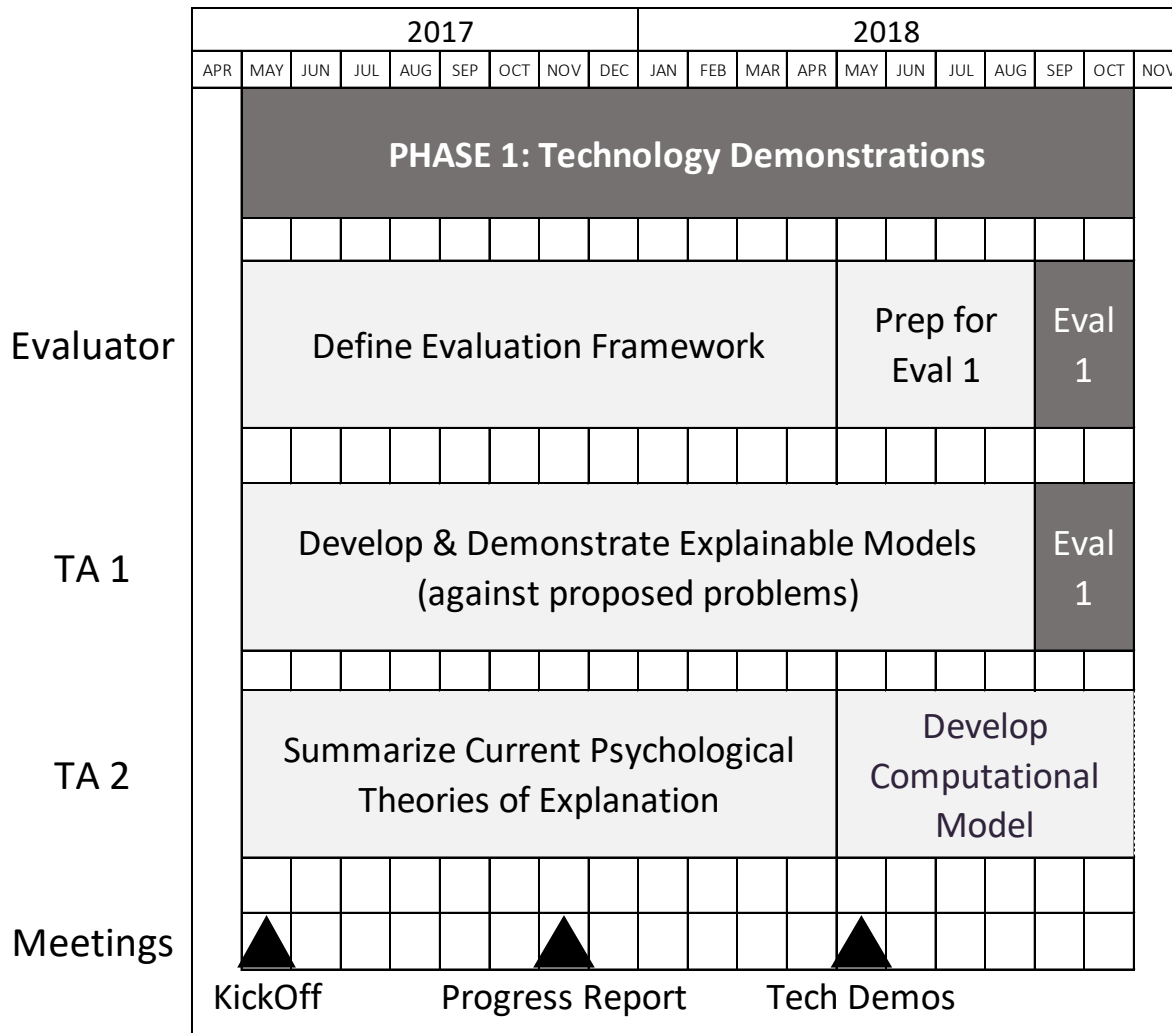 2017 2018
APR MAY JUN JUL AUG SEP OCT NOV DEC JAN FEB MAR APR MAY JUN JUL AUG SEP OCT NOV
PHASE 1: Technology Demonstrations
Evaluator
Define Evaluation Framework
Prep for
Eval 1
Eval
1
TA 1
Develop & Demonstrate Explainable Models
(against proposed problems)
Eval
1
TA 2
Summarize Current Psychological
Theories of Explanation
Develop
Computational
Model
Meetings
KickOff Progress Report Tech Demos